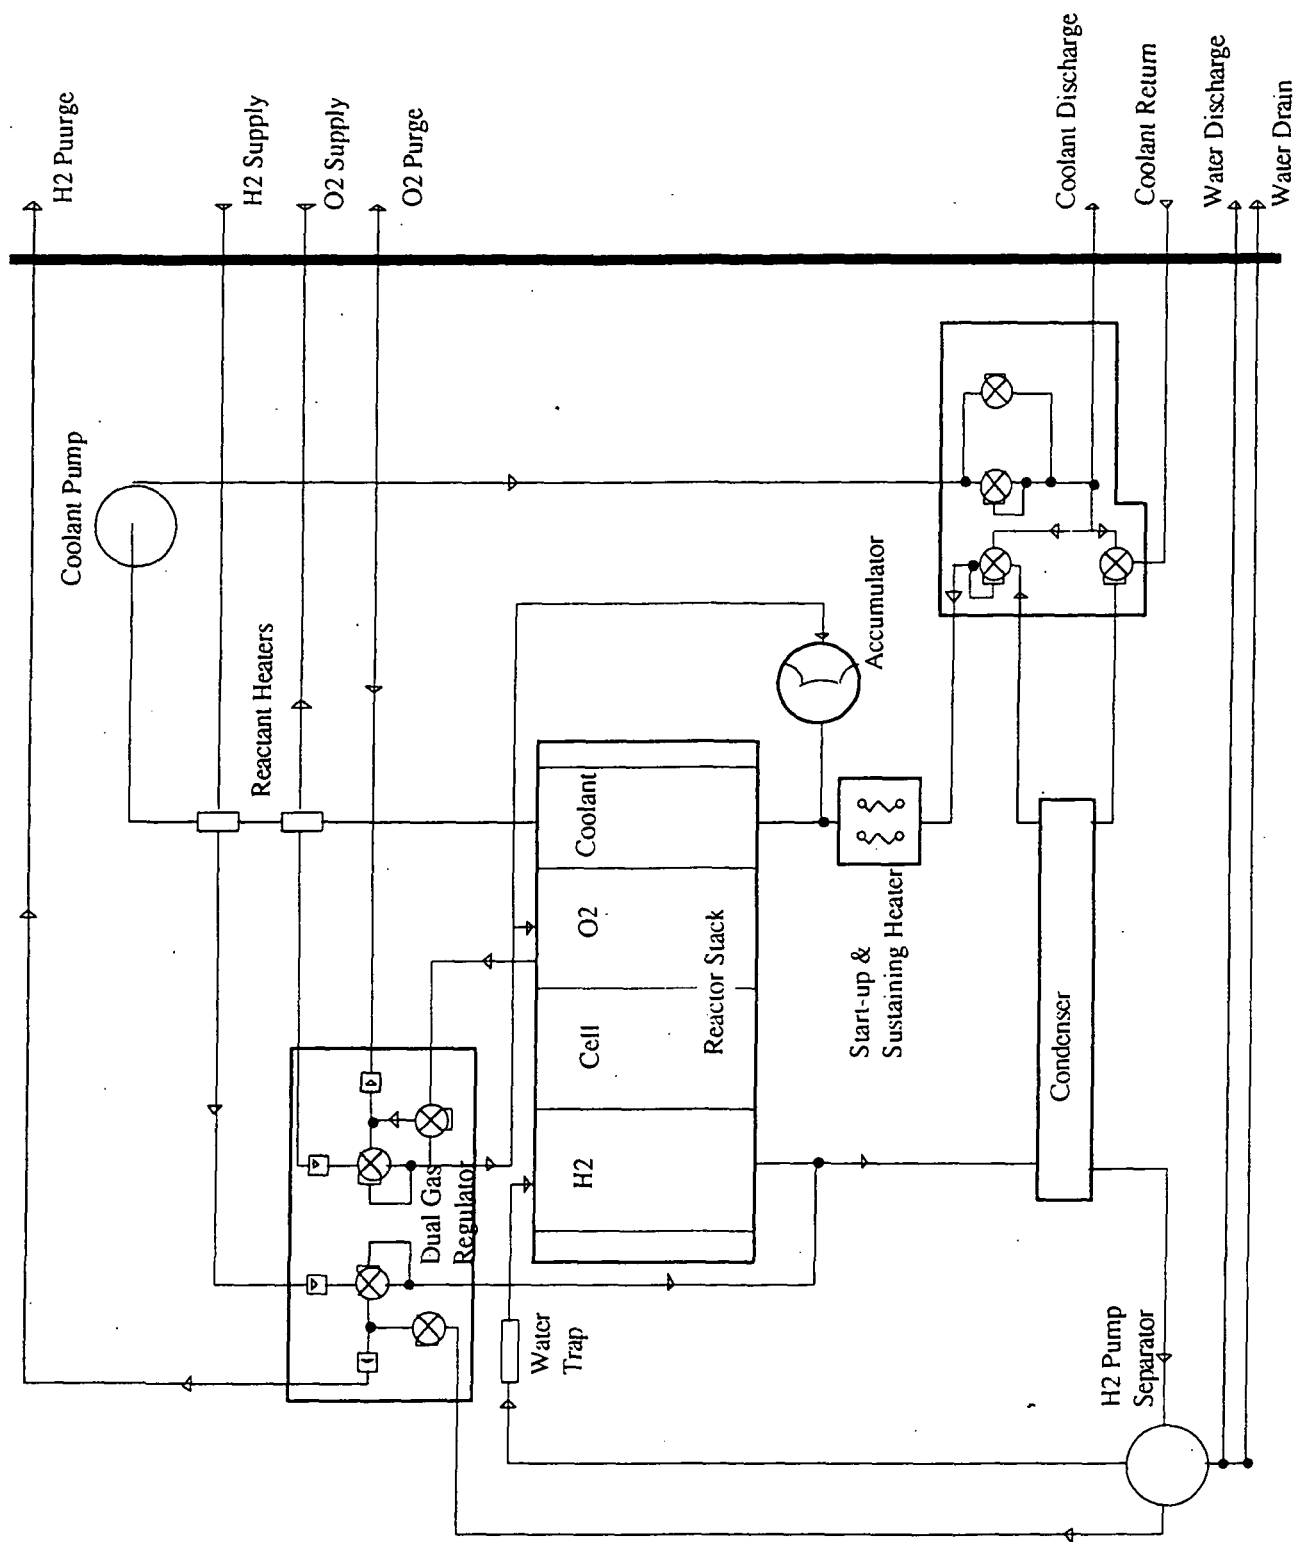 H2 Puurge
H2 Supply
O2 Supply
O2 Purge
Coolant Discharge
Coolant Return
Water Discharge
Water Drain
Coolant Pump
Reactant Heaters
Accumulator
Dual Gas
Regulator
Coolant
O2
Cell
H2
Reactor Stack
Start-up &
Sustaining Heater
Condenser
Water
Trap
H2 Pump
Separator